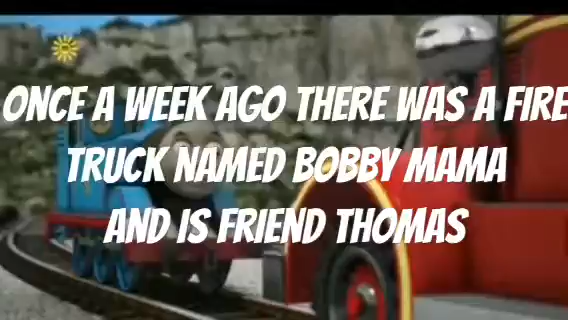 ONCE A WEEK AGO THERE WAS A FIRE
TRUCK NAMED BOBBY MAMA
AND IS FRIEND THOMAS